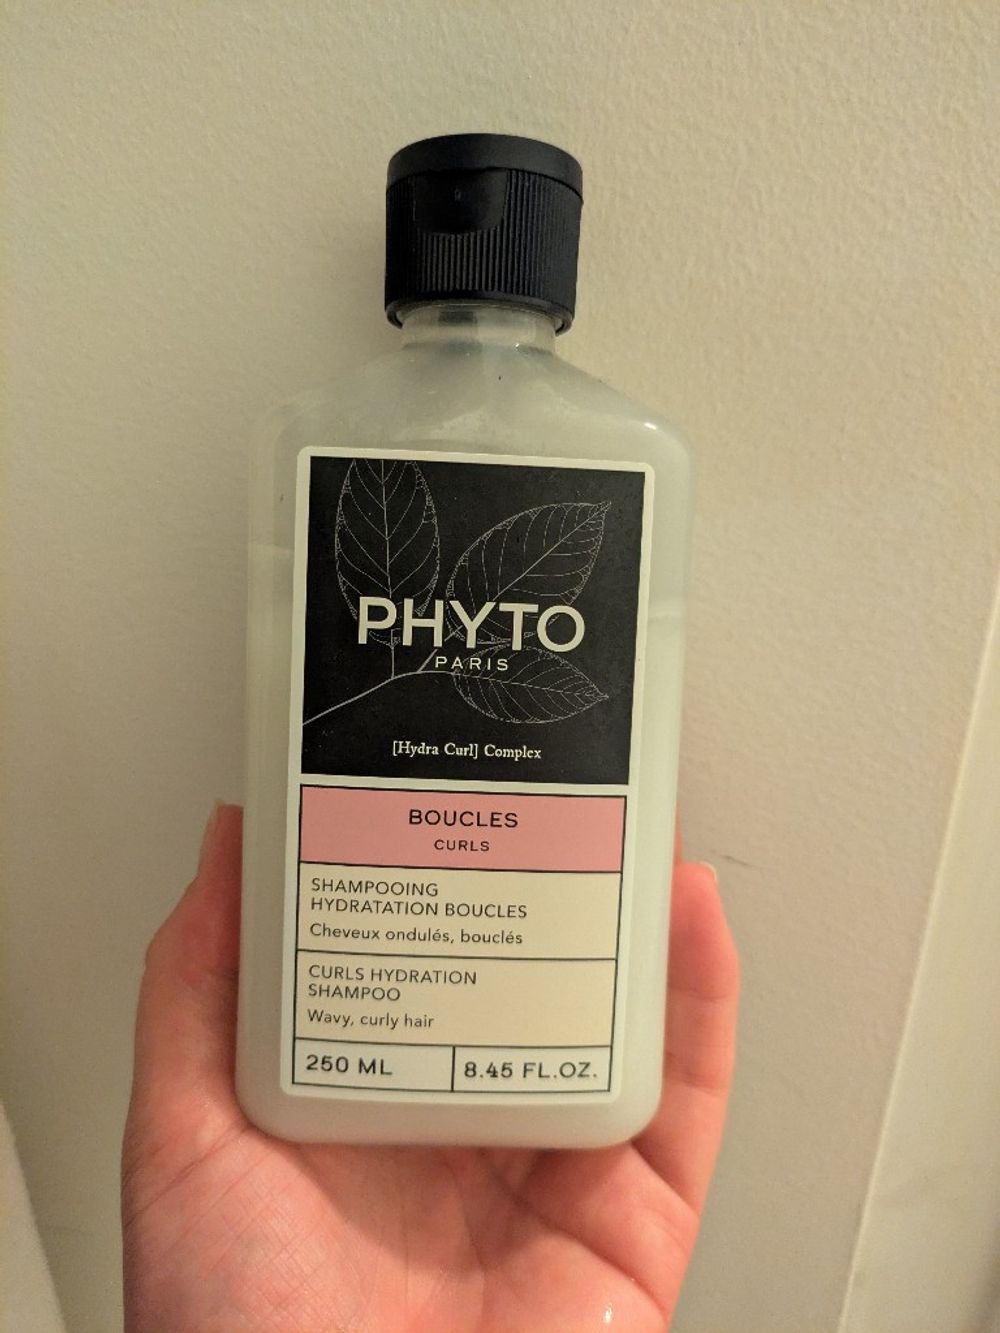 PHYTO
PARIS
[Hydra Curl] Complex
BOUCLES
CURLS
SHAMPOOING
HYDRATATION BOUCLES
Cheveux ondulés, bouclés
CURLS HYDRATION
SHAMPOO
Wavy, curly hair
250 ML
8.45 FL.OZ.